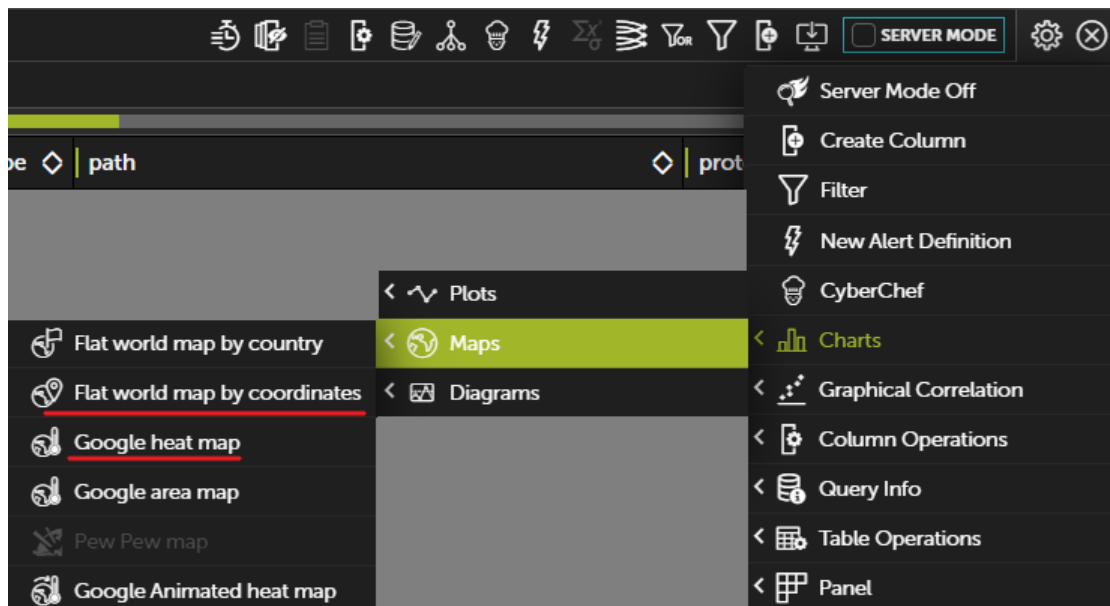 OR
SERVER MODE
Server Mode Off
Create Column
pe
path
prot
Filter
New Alert Definition
CyberChef
Plots
Flat world map by country
Maps
Charts
Flat world map by coordinates
Diagrams
Graphical Correlation
Google heat map
Column Operations
Google area map
Query Info
Pew Pew map
Table Operations
Google Animated heat map
Panel